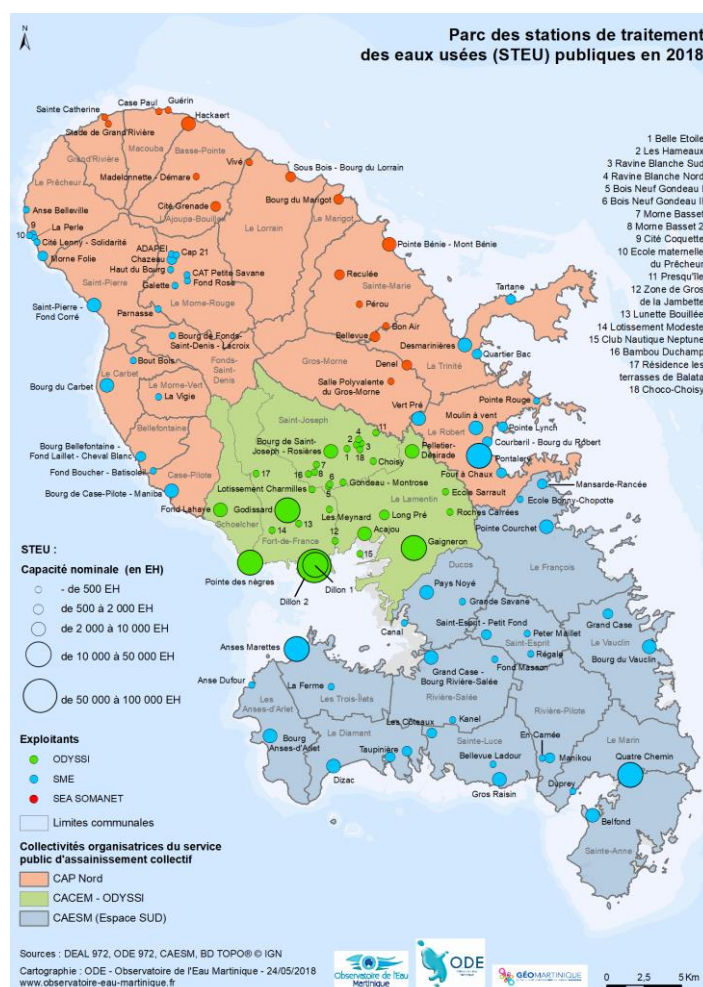 Parc des stations de traitement
des eaux usées (STEU) publiques en 2018
N
Sainte Catherine
Case Paul
Guérin
Stade de Grand'Rivière
Hackaert
Grand'Rivière
Macouba
Basse-Pointe
Le Prêcheur
Vivé
Madelonnette - Démare
Sous Bois - Bourg du Lorrain
Anse Belleville
Cité Grenade
L'Ajoupa-Bouillon
Bourg du Marigot
Le Marigot
Le Lorrain
La Perle
9
10
Cité Lenny - Solidarité
ADAPEI
Cap 21
Chazeau
Morne Folie
Haut du Bourg
CAT Petite Savane
Fond Rose
Galette
Pointe Bénie - Mont Bénie
Reculée
Sainte-Marie
Saint-Pierre
Le Morne-Rouge
Saint-Pierre -
Fond Corré
Parnasse
Pérou
Tartane
Bon Air
Bellevue
Bourg de Fonds-
Saint-Denis - Lacroix
Fonds-
Saint-Denis
Desmarinières
Quartier Bac
Bout Bois
Le Carbet
Gros-Morne
Denel
La Trinité
Bourg du Carbet
Le Morne-Vert
La Vigie
Salle Polyvalente
du Gros-Morne
Pointe Rouge
Bellefontaine
Saint-Joseph
Vert Pré
Le Robert
Moulin à vent
Pointe Lynch
Courbaril - Bourg du Robert
Bourg Bellefontaine -
Fond Laillet - Cheval Blanc
Fond Boucher - Batisoleil
Bourg de Case-Pilote - Maniba
Case-Pilote
Bourg de Saint-
Joseph - Rosières
4
2
1
3
18
11
Choisy
Pelletier-
Désirade
Pontalery
Four à Chaux
Mansarde-Rancée
17
16
7
8
6
5
Gondeau - Montrose
Lotissement Charmilles
Le Lamentin
Ecole Sarrault
Ecole Bonny-Chopotte
Fond Lahaye
Schoelcher
Godissard
Les Meynard
Long Pré
Roches Carrées
Pointe Courchet
14
13
Fort-de-France
12
Acajou
15
Gaigneron
Pointe des nègres
Dillon 2
Dillon 1
Le François
Ducos
Pays Noyé
Grande Savane
Canal
Saint-Esprit - Petit Fond
Peter Maillet
Saint-Esprit
Régale
Grand Case
Le Vauclin
Bourg du Vauclin
Anses Marettes
Grand Case -
Bourg Rivière-Salée
Fond Masson
Anse Dufour
La Ferme
Les Trois-Îlets
Les
Anses-d'Arlet
Rivière-Salée
Rivière-Pilote
Bourg
Anses-d'Arlet
Le Diamant
Les Côteaux
Kanel
Sainte-Luce
Taupinière
Bellevue Ladour
En Camée
Manikou
Le Marin
Quatre Chemin
Dizac
Gros Raisin
Duprey
Belfond
Sainte-Anne
1 Belle Etoile
2 Les Hameaux
3 Ravine Blanche Sud
4 Ravine Blanche Nord
5 Bois Neuf Gondeau I
6 Bois Neuf Gondeau II
7 Morne Basset
8 Morne Basset 2
9 Cité Coquette
10 Ecole maternelle
du Prêcheur
11 Presqu'île
12 Zone de Gros
de la Jambette
13 Lunette Bouillée
14 Lotissement Modeste
15 Club Nautique Neptune
16 Bambou Duchamp
17 Résidence les
terrasses de Balata
18 Choco-Choisy
STEU :
Capacité nominale (en EH)
- de 500 EH
de 500 à 2 000 EH
de 2 000 à 10 000 EH
de 10 000 à 50 000 EH
de 50 000 à 100 000 EH
Exploitants
ODYSSI
SME
SEA SOMANET
Limites communales
Collectivités organisatrices du service
public d'assainissement collectif
CAP Nord
CACEM - ODYSSI
CAESM (Espace SUD)
Sources : DEAL 972, ODE 972, CAESM, BD TOPO® © IGN
Cartographie : ODE - Observatoire de l'Eau Martinique - 24/05/2018
www.observatoire-eau-martinique.fr
Observatoire de l'Eau
Martinique
ODE
GÉOMARTINIQUE
0 2,5 5 Km